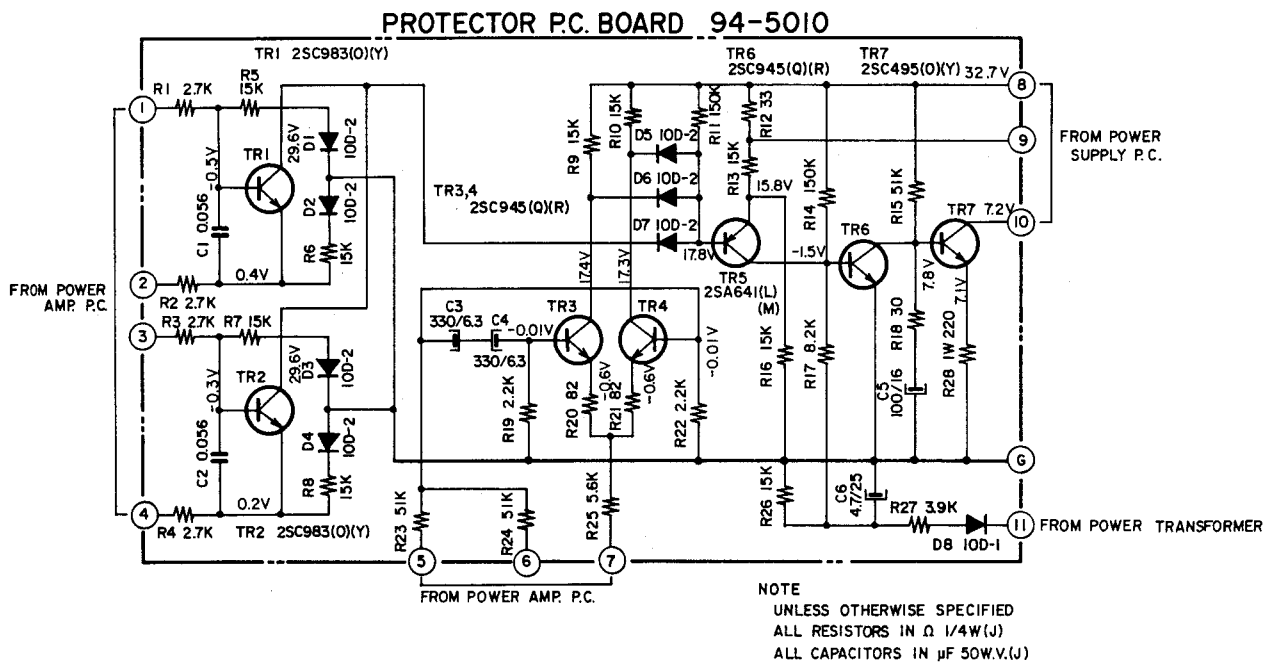 PROTECTOR P.C. BOARD 94-5010
TR1 2SC983(O)(Y)
TR6
2SC945(Q)(R)
TR7
2SC495(O)(Y)
32.7V
8
R1 2.7K
R5
15K
1
29.6V
D1
10D-2
-0.5V
TR1
C1 0.056
D2
10D-2
R6
15K
0.4V
2
R2 2.7K
FROM POWER
AMP. P.C.
R3 2.7K
R7 15K
3
29.6V
D3
10D-2
-0.3V
TR2
C2 0.056
D4
10D-2
R8
15K
0.2V
4
R4 2.7K
TR2 2SC983(O)(Y)
R9 15K
R10 15K
D5 10D-2
D6 10D-2
D7 10D-2
R11 150K
R12 33
R13 15K
15.8V
9
FROM POWER
SUPPLY P.C.
TR3,4
2SC945(Q)(R)
R14 150K
R15 51K
TR7 7.2V
10
17.8V
-1.5V
TR6
TR5
2SA641(L)
(M)
7.8V
7.1V
17.4V
17.3V
C3
330/6.3
C4
330/6.3
-0.01V
TR3
TR4
-0.01V
-0.6V
-0.6V
R19 2.2K
R20 82
R21 82
R22 2.2K
R16 15K
R17 8.2K
R18 30
C5
100/16
R28 1W 220
G
R23 51K
R24 51K
R25 5.6K
R26 15K
C6
47/25
R27 3.9K
D8 10D-1
11
FROM POWER TRANSFORMER
5
6
7
FROM POWER AMP. P.C.
NOTE
UNLESS OTHERWISE SPECIFIED
ALL RESISTORS IN Ω 1/4W(J)
ALL CAPACITORS IN µF 50W.V.(J)